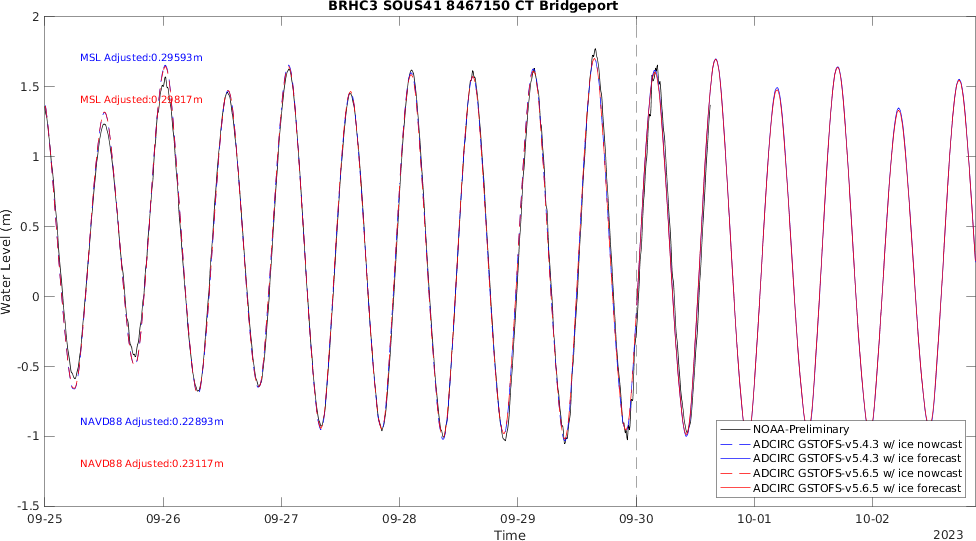 BRHC3 SOUS41 8467150 CT Bridgeport
2
1.5
1
0.5
0
-0.5
-1
-1.5
Water Level (m)
MSL Adjusted:0.29593m
MSL Adjusted:0.29817m
NAVD88 Adjusted:0.22893m
NAVD88 Adjusted:0.23117m
NOAA-Preliminary
ADCIRC GSTOFS-v5.4.3 w/ ice nowcast
ADCIRC GSTOFS-v5.4.3 w/ ice forecast
ADCIRC GSTOFS-v5.6.5 w/ ice nowcast
ADCIRC GSTOFS-v5.6.5 w/ ice forecast
09-25 09-26 09-27 09-28 09-29 09-30 10-01 10-02
Time
2023